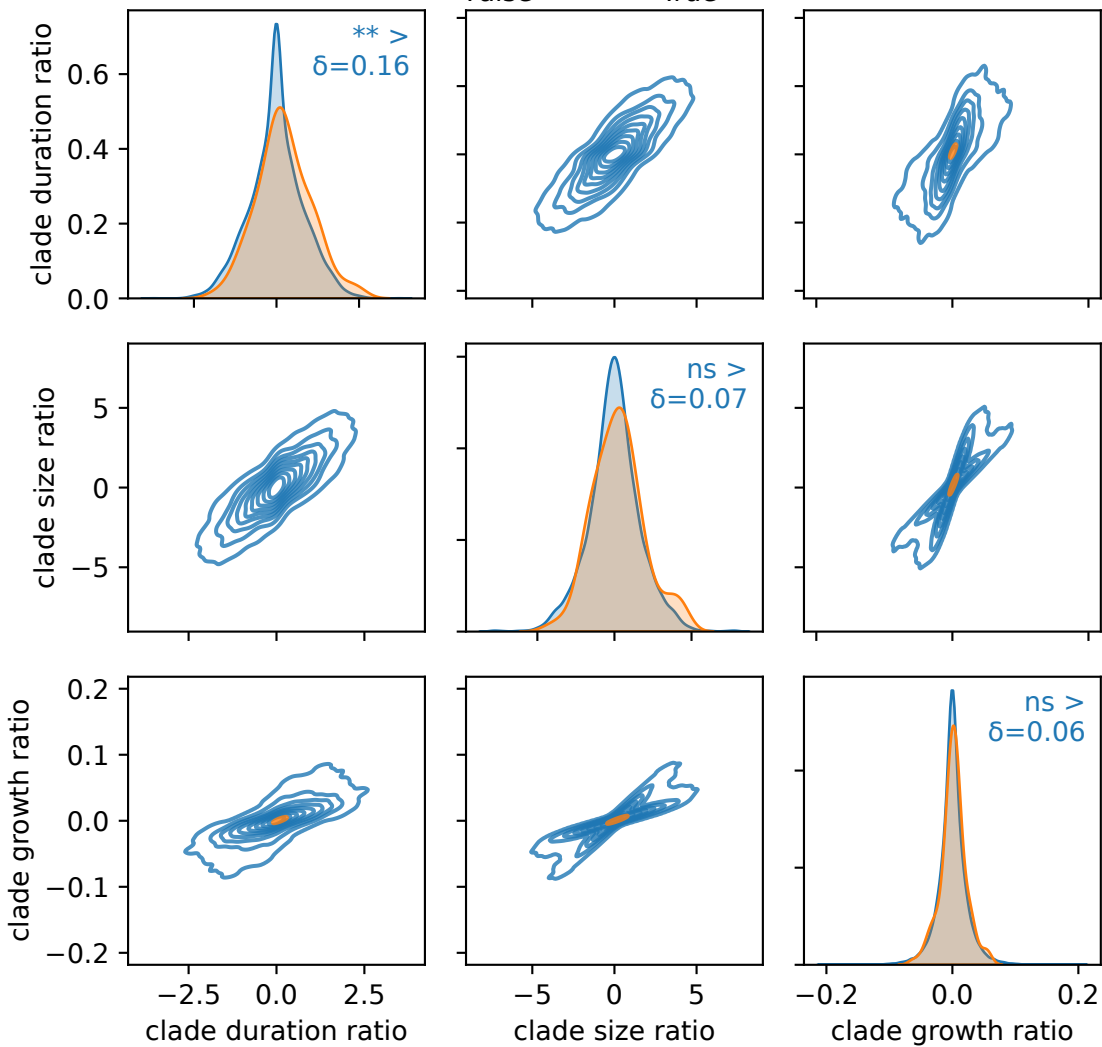 clade duration ratio
0.6
0.4
0.2
0.0
** >
δ=0.16
clade size ratio
5
0
−5
ns >
δ=0.07
clade growth ratio
0.2
0.1
0.0
−0.1
−0.2
ns >
δ=0.06
−2.5 0.0 2.5
−5 0 5
−0.2 0.0 0.2
clade duration ratio
clade size ratio
clade growth ratio